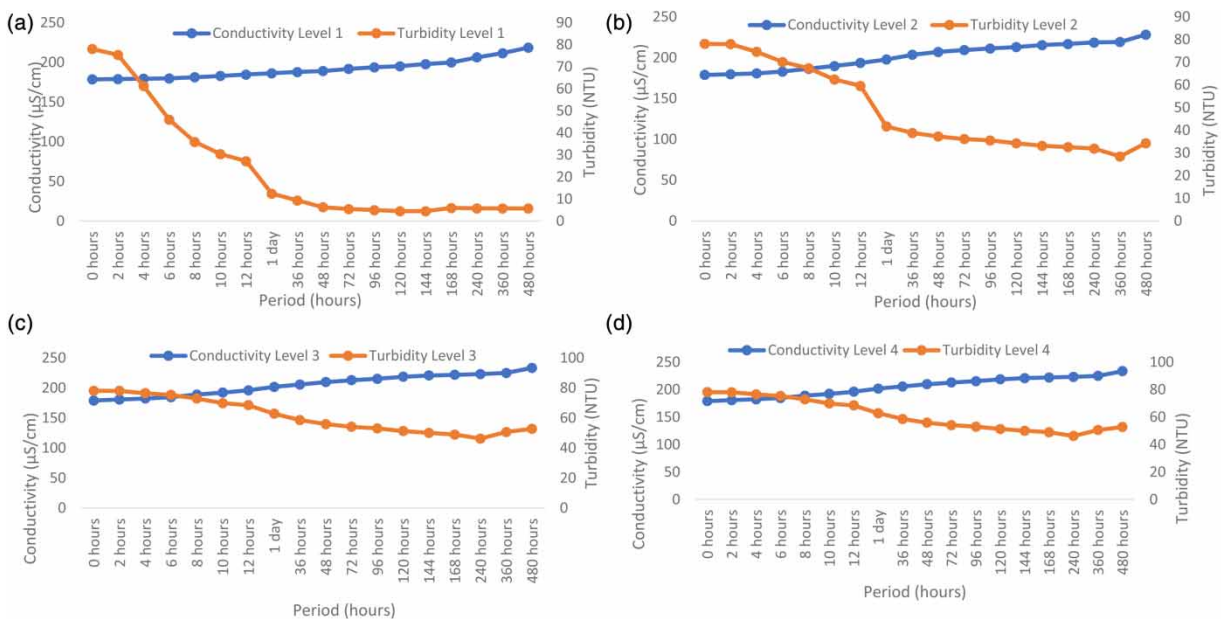 (a)
250
200
150
100
50
0
Conductivity (µS/cm)
Conductivity Level 1 Turbidity Level 1
90
80
70
60
50
40
30
20
10
0
Turbidity (NTU)
0 hours
2 hours
4 hours
6 hours
8 hours
10 hours
12 hours
1 day
36 hours
48 hours
72 hours
96 hours
120 hours
144 hours
168 hours
240 hours
360 hours
480 hours
Period (hours)
(b)
250
200
150
100
50
0
Conductivity (µS/cm)
Conductivity Level 2 Turbidity Level 2
90
80
70
60
50
40
30
20
10
0
Turbidity (NTU)
0 hours
2 hours
4 hours
6 hours
8 hours
10 hours
12 hours
1 day
36 hours
48 hours
72 hours
96 hours
120 hours
144 hours
168 hours
240 hours
360 hours
480 hours
Period (hours)
(c)
Conductivity Level 3 Turbidity Level 3
250
200
150
100
50
0
Conductivity (µS/cm)
100
80
60
40
20
0
Turbidity (NTU)
0 hours
2 hours
4 hours
6 hours
8 hours
10 hours
12 hours
1 day
36 hours
48 hours
72 hours
96 hours
120 hours
144 hours
168 hours
240 hours
360 hours
480 hours
Period (hours)
(d)
Conductivity Level 4 Turbidity Level 4
250
200
150
100
50
0
Conductivity (µS/cm)
100
80
60
40
20
0
Turbidity (NTU)
0 hours
2 hours
4 hours
6 hours
8 hours
10 hours
12 hours
1 day
36 hours
48 hours
72 hours
96 hours
120 hours
144 hours
168 hours
240 hours
360 hours
480 hours
Period (hours)